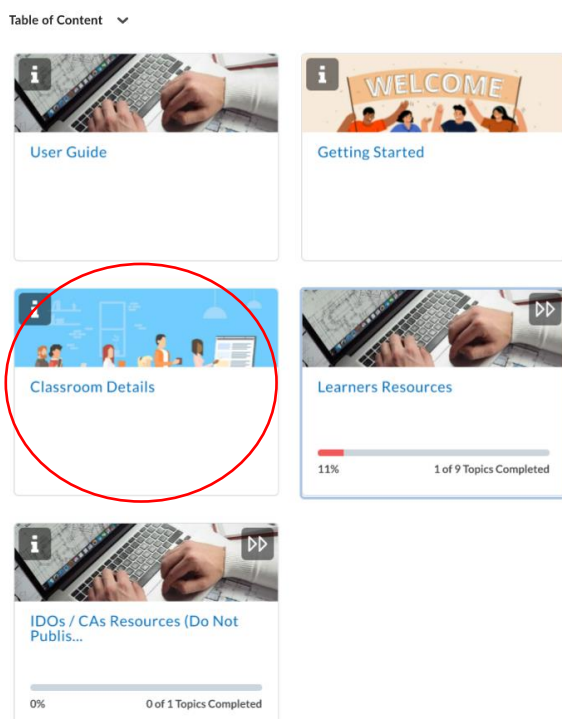 Table of Content
User Guide
WELCOME
Getting Started
Classroom Details
Learners Resources
11% 1 of 9 Topics Completed
IDOs / CAs Resources (Do Not
Publis...
0% 0 of 1 Topics Completed